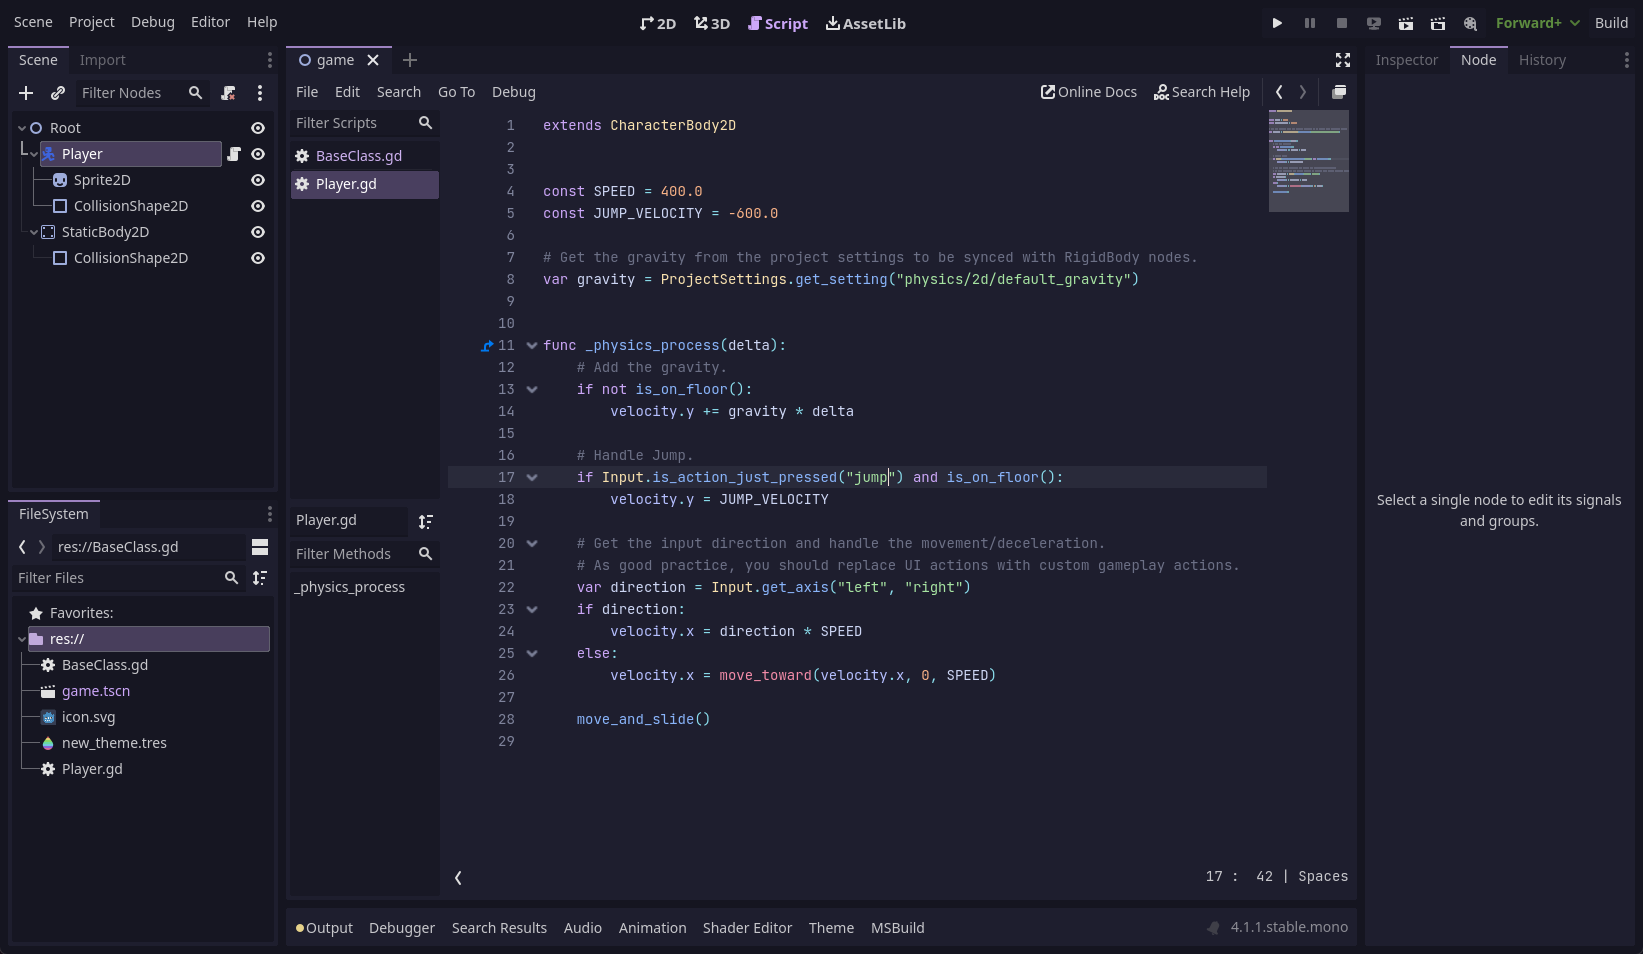 Scene Project Debug Editor Help
2D 3D Script AssetLib
Forward+ Build
Scene Import
Filter Nodes
Root
Player
Sprite2D
CollisionShape2D
StaticBody2D
CollisionShape2D
FileSystem
res://BaseClass.gd
Filter Files
Favorites:
res://
BaseClass.gd
game.tscn
icon.svg
new_theme.tres
Player.gd
game
File Edit Search Go To Debug
Online Docs Search Help
Filter Scripts
BaseClass.gd
Player.gd
Player.gd
Filter Methods
_physics_process
1 extends CharacterBody2D
2
3
4 const SPEED = 400.0
5 const JUMP_VELOCITY = -600.0
6
7 # Get the gravity from the project settings to be synced with RigidBody nodes.
8 var gravity = ProjectSettings.get_setting("physics/2d/default_gravity")
9
10
11 func _physics_process(delta):
12 # Add the gravity.
13 if not is_on_floor():
14 velocity.y += gravity * delta
15
16 # Handle Jump.
17 if Input.is_action_just_pressed("jump") and is_on_floor():
18 velocity.y = JUMP_VELOCITY
19
20 # Get the input direction and handle the movement/deceleration.
21 # As good practice, you should replace UI actions with custom gameplay actions.
22 var direction = Input.get_axis("left", "right")
23 if direction:
24 velocity.x = direction * SPEED
25 else:
26 velocity.x = move_toward(velocity.x, 0, SPEED)
27
28 move_and_slide()
29
17 : 42 | Spaces
Output Debugger Search Results Audio Animation Shader Editor Theme MSBuild
4.1.1.stable.mono
Inspector Node History
Select a single node to edit its signals
and groups.